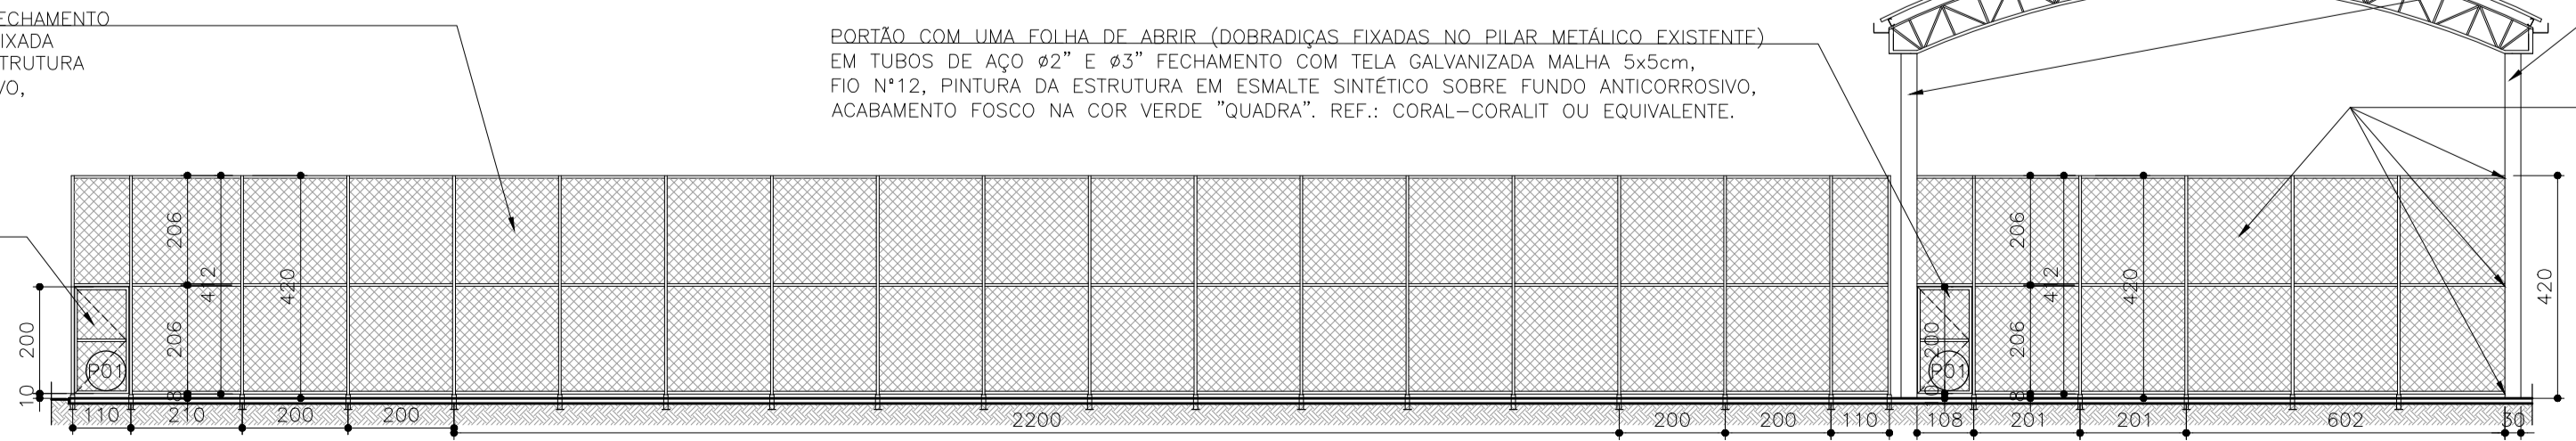 ECHAMENTO
IXADA
TRUTURA
VO,
PORTÃO COM UMA FOLHA DE ABRIR (DOBRADIÇAS FIXADAS NO PILAR METÁLICO EXISTENTE)
EM TUBOS DE AÇO ø2” E ø3” FECHAMENTO COM TELA GALVANIZADA MALHA 5x5cm,
FIO Nº12, PINTURA DA ESTRUTURA EM ESMALTE SINTÉTICO SOBRE FUNDO ANTICORROSIVO,
ACABAMENTO FOSCO NA COR VERDE ”QUADRA”. REF.: CORAL–CORALIT OU EQUIVALENTE.
206
412
420
206
200
P01
10
8
110
210
200
200
2200
200
200
110
206
412
420
206
200
P01
10
8
108
201
201
602
30
420